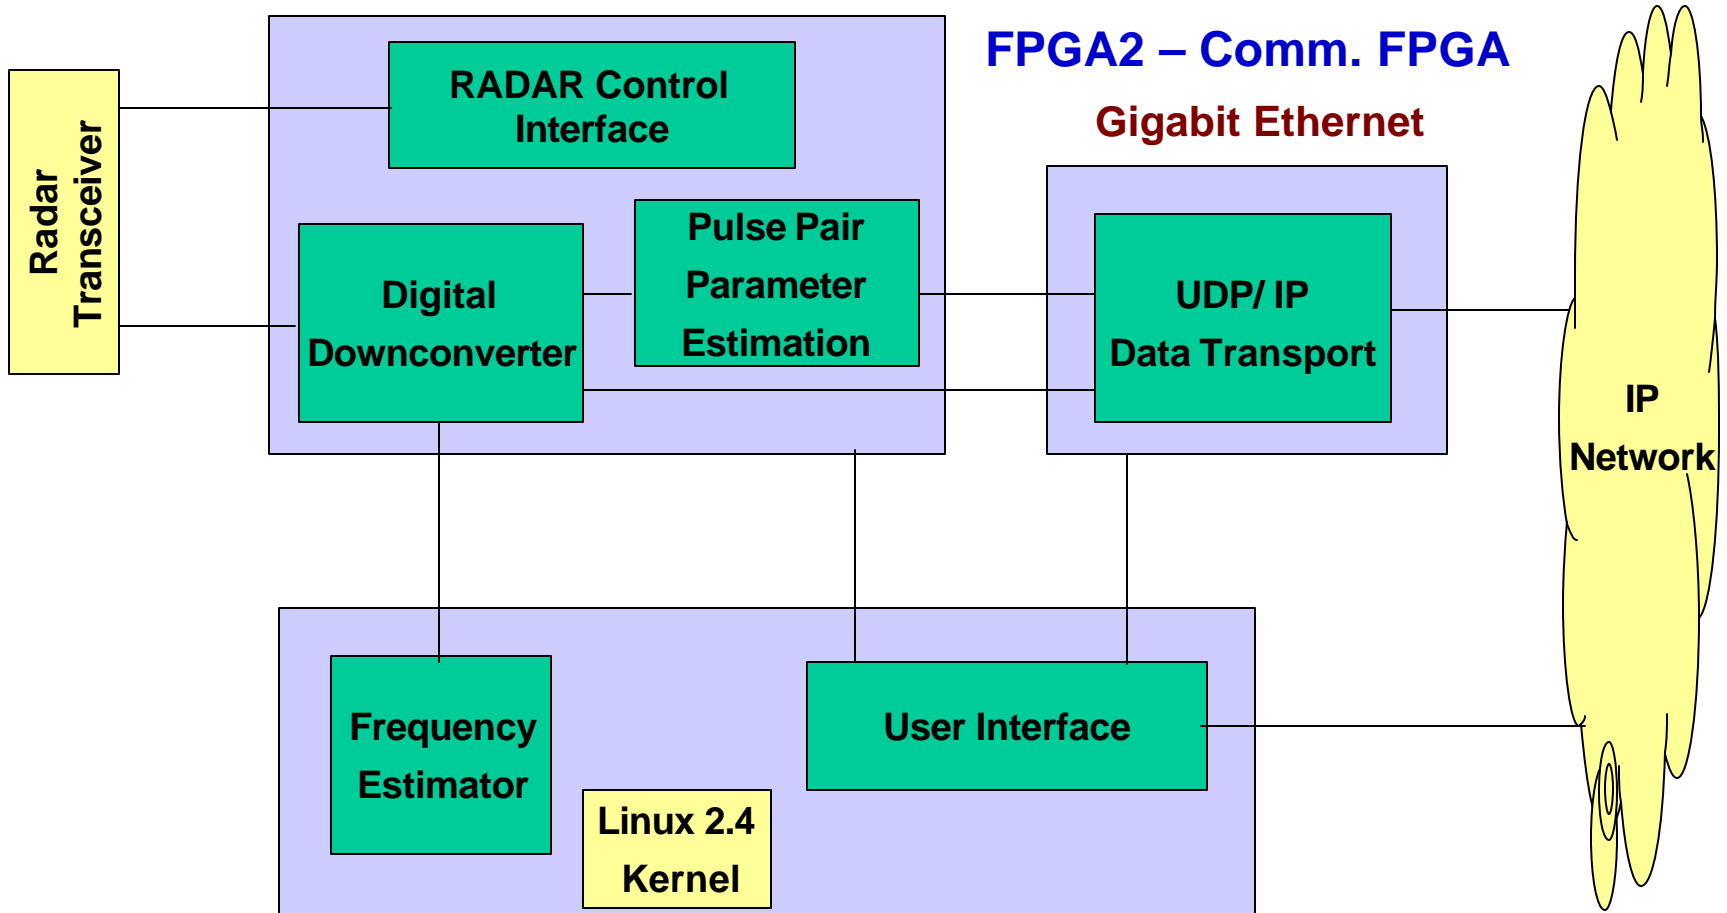 FPGA2 – Comm. FPGA
Gigabit Ethernet
RADAR Control
Interface
Radar
Transceiver
Pulse Pair
Parameter
Estimation
Digital
Downconverter
UDP/ IP
Data Transport
IP
Network
Frequency
Estimator
User Interface
Linux 2.4
Kernel